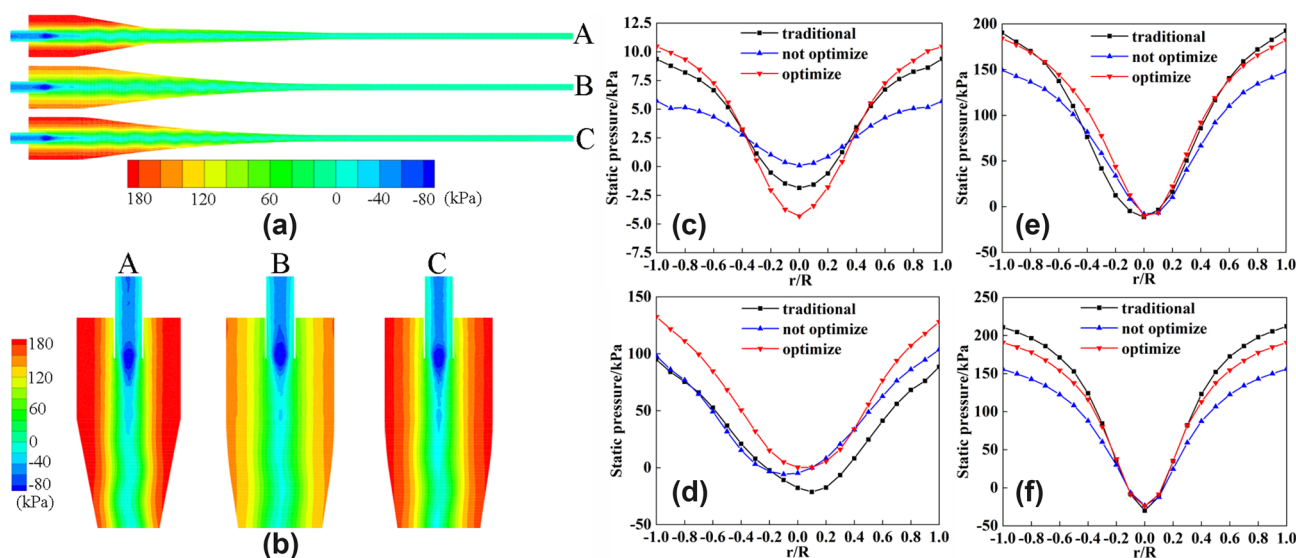 A
B
C
180 120 60 0 -40 -80 (kPa)
(a)
A B C
180
120
60
0
-40
-80
(kPa)
(b)
12.5
10.0
7.5
5.0
2.5
0.0
-2.5
-5.0
7.5
Static pressure/kPa
traditional
not optimize
optimize
(c)
-1.0 -0.8 -0.6 -0.4 -0.2 0.0 0.2 0.4 0.6 0.8 1.0
r/R
200
150
100
50
0
-50
Static pressure/kPa
traditional
not optimize
optimize
(e)
-1.0 -0.8 -0.6 -0.4 -0.2 0.0 0.2 0.4 0.6 0.8 1.0
r/R
150
100
50
0
-50
Static pressure/kPa
traditional
not optimize
optimize
(d)
-1.0 -0.8 -0.6 -0.4 -0.2 0.0 0.2 0.4 0.6 0.8 1.0
r/R
250
200
150
100
50
0
-50
Static pressure/kPa
traditional
not optimize
optimize
(f)
-1.0 -0.8 -0.6 -0.4 -0.2 0.0 0.2 0.4 0.6 0.8 1.0
r/R